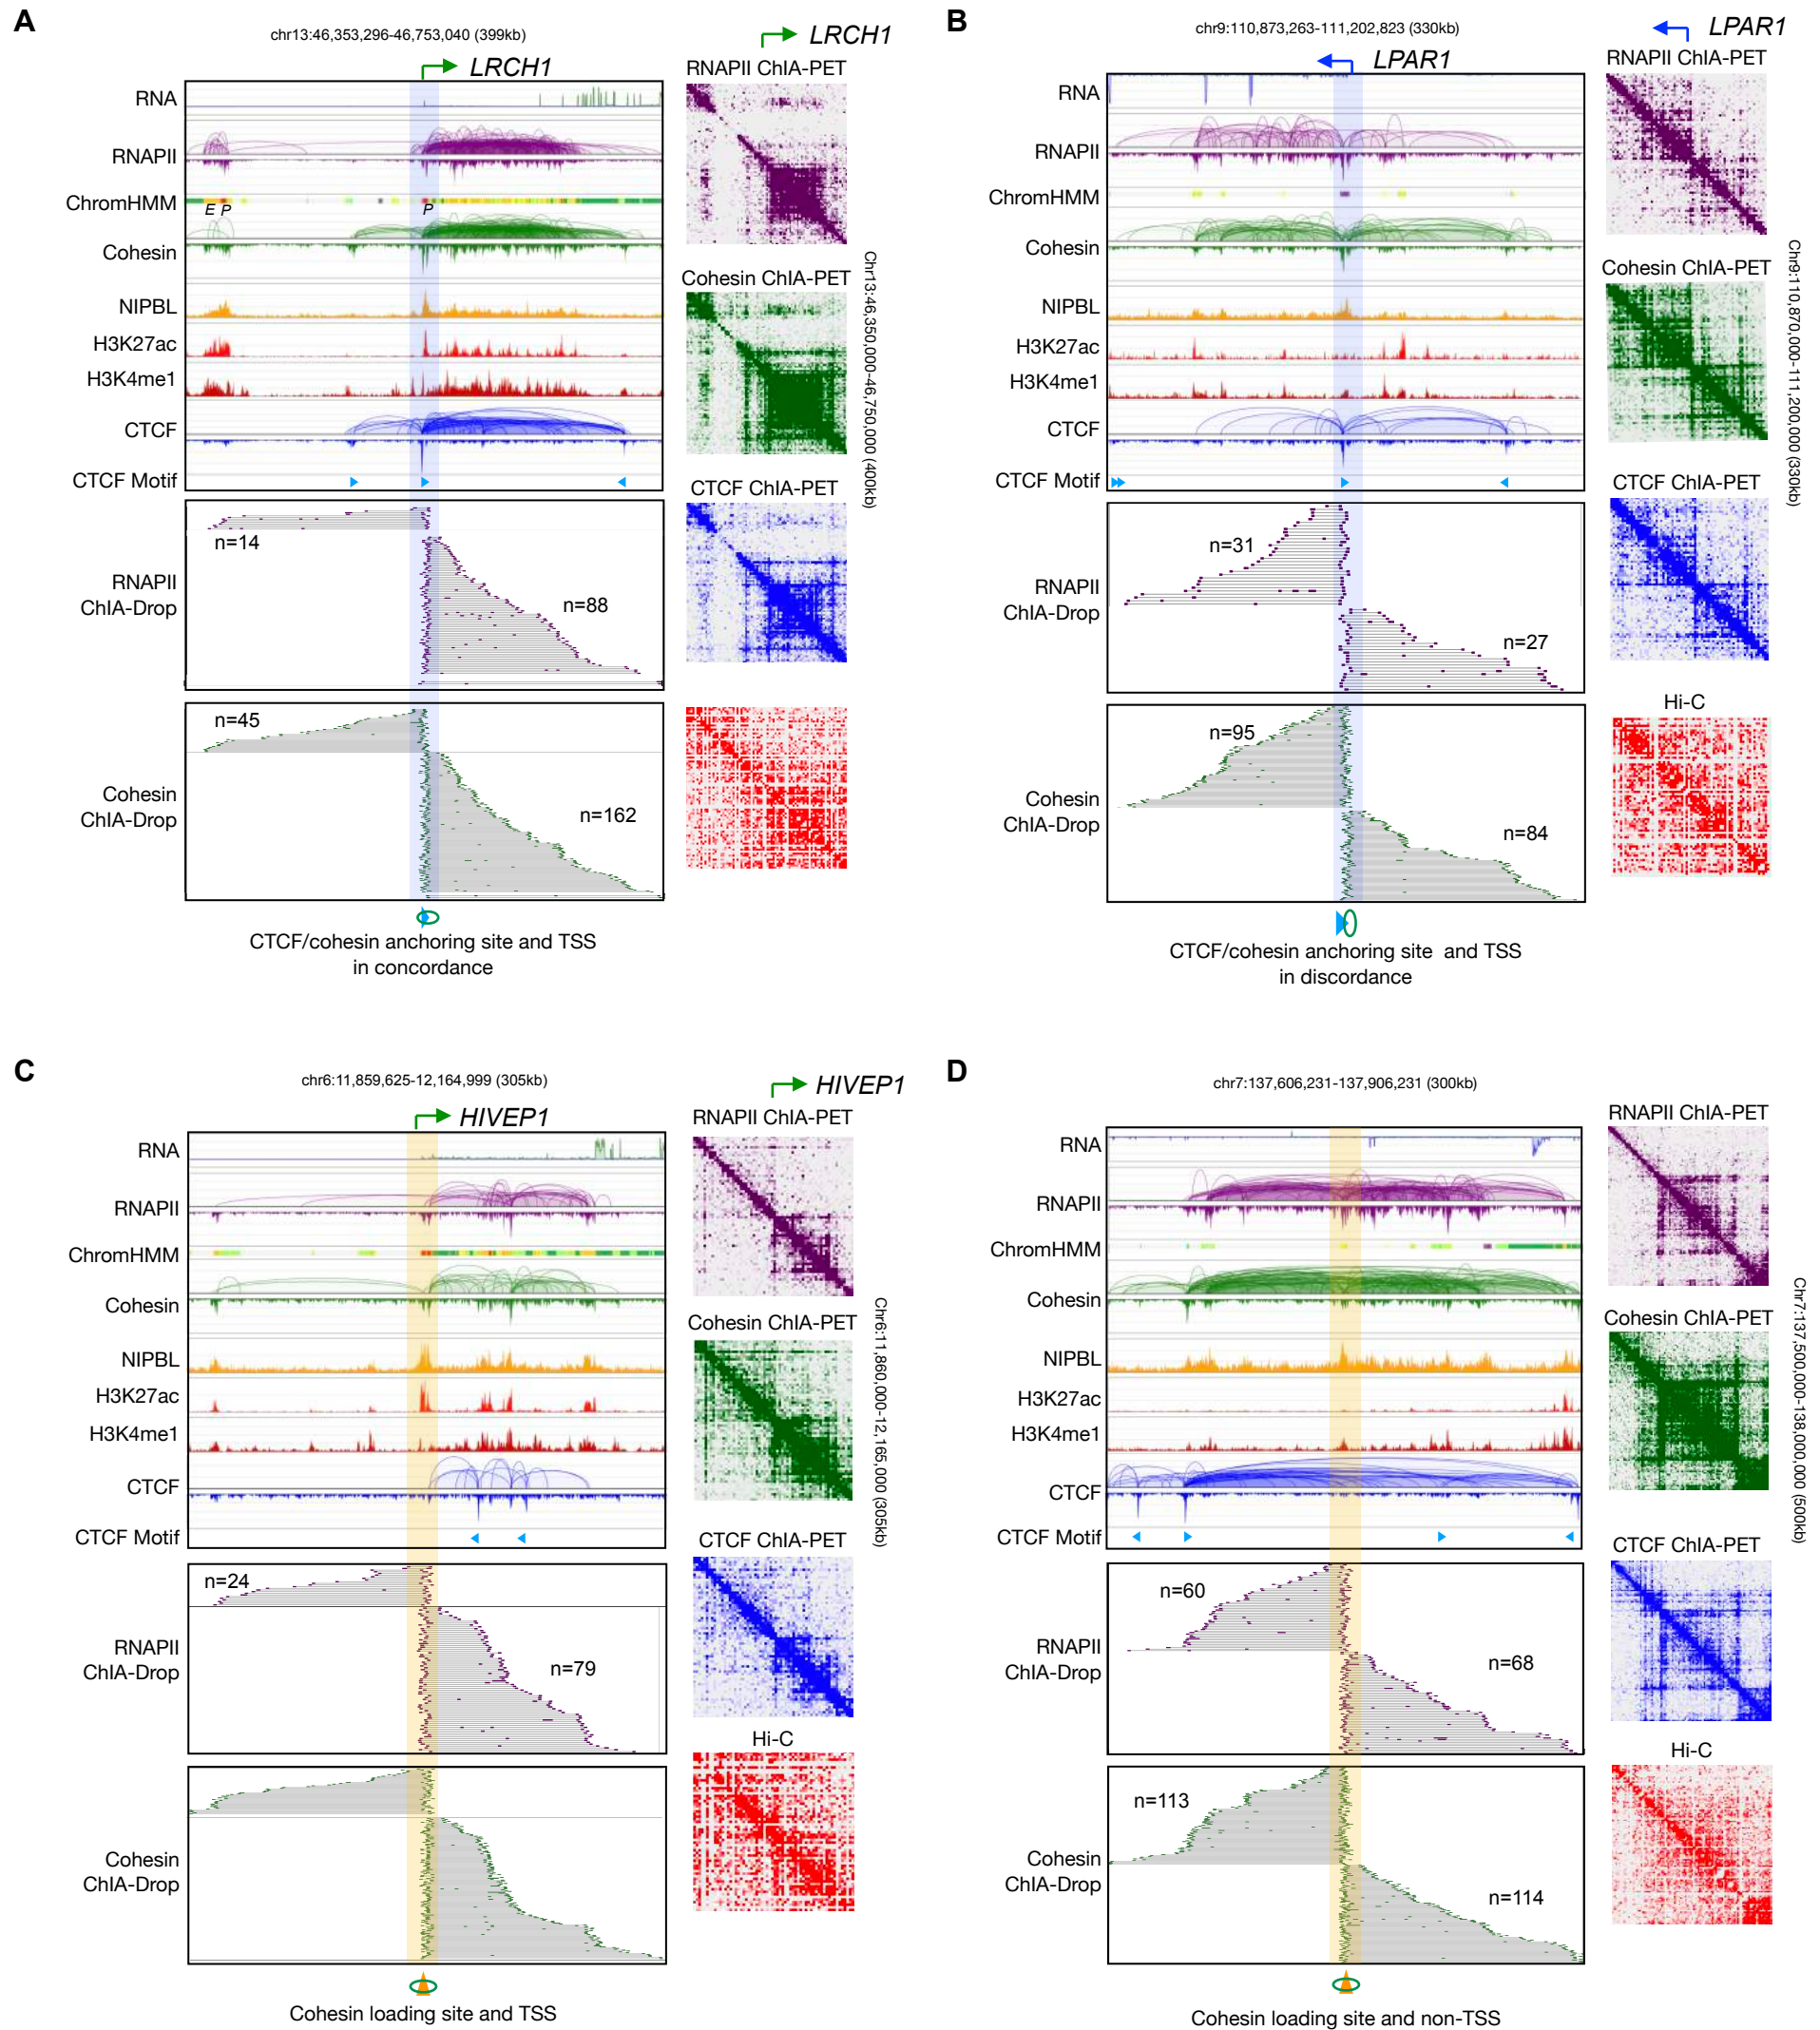 A
chr13:46,353,296-46,753,040 (399kb)
LRCH1
LRCH1
RNAPII ChIA-PET
RNA
RNAPII
ChromHMM
E P
P
Cohesin
NIPBL
H3K27ac
H3K4me1
CTCF
CTCF Motif
Cohesin ChIA-PET
CTCF ChIA-PET
Chr13:46,350,000-46,750,000 (400kb)
n=14
n=88
RNAPII
ChIA-Drop
n=45
n=162
Cohesin
ChIA-Drop
CTCF/cohesin anchoring site and TSS
in concordance
B
chr9:110,873,263-111,202,823 (330kb)
LPAR1
LPAR1
RNAPII ChIA-PET
RNA
RNAPII
ChromHMM
Cohesin
NIPBL
H3K27ac
H3K4me1
CTCF
CTCF Motif
Cohesin ChIA-PET
CTCF ChIA-PET
Hi-C
Chr9:110,870,000-111,200,000 (330kb)
n=31
n=27
RNAPII
ChIA-Drop
n=95
n=84
Cohesin
ChIA-Drop
CTCF/cohesin anchoring site and TSS
in discordance
C
chr6:11,859,625-12,164,999 (305kb)
HIVEP1
HIVEP1
RNAPII ChIA-PET
RNA
RNAPII
ChromHMM
Cohesin
NIPBL
H3K27ac
H3K4me1
CTCF
CTCF Motif
Cohesin ChIA-PET
CTCF ChIA-PET
Hi-C
Chr6:11,860,000-12,165,000 (305kb)
n=24
n=79
RNAPII
ChIA-Drop
Cohesin
ChIA-Drop
Cohesin loading site and TSS
D
chr7:137,606,231-137,906,231 (300kb)
RNAPII ChIA-PET
RNA
RNAPII
ChromHMM
Cohesin
NIPBL
H3K27ac
H3K4me1
CTCF
CTCF Motif
Cohesin ChIA-PET
CTCF ChIA-PET
Hi-C
Chr7:137,500,000-138,000,000 (500kb)
n=60
n=68
RNAPII
ChIA-Drop
n=113
n=114
Cohesin
ChIA-Drop
Cohesin loading site and non-TSS